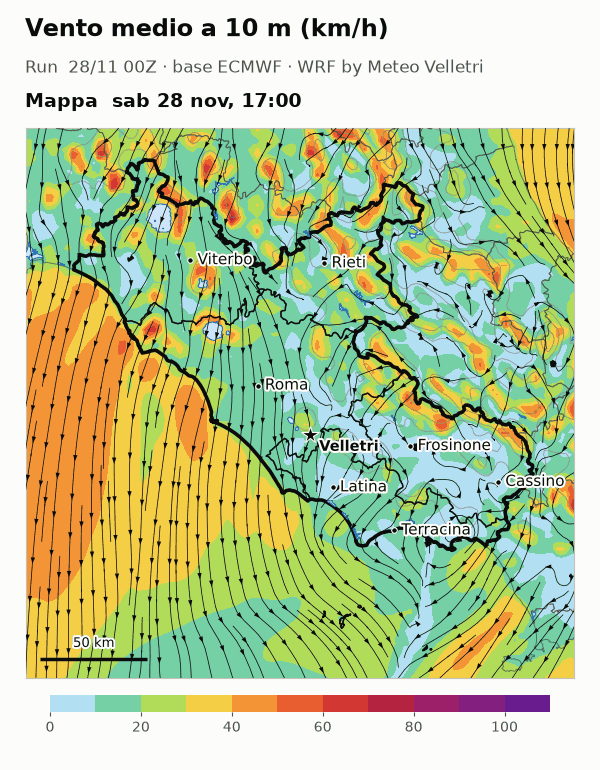 Vento medio a 10 m (km/h)
Run  28/11 00Z · base ECMWF · WRF by Meteo Velletri
Mappa  sab 28 nov, 17:00
Viterbo
Rieti
Roma
Velletri
Frosinone
Latina
Cassino
Terracina
50 km
0 20 40 60 80 100